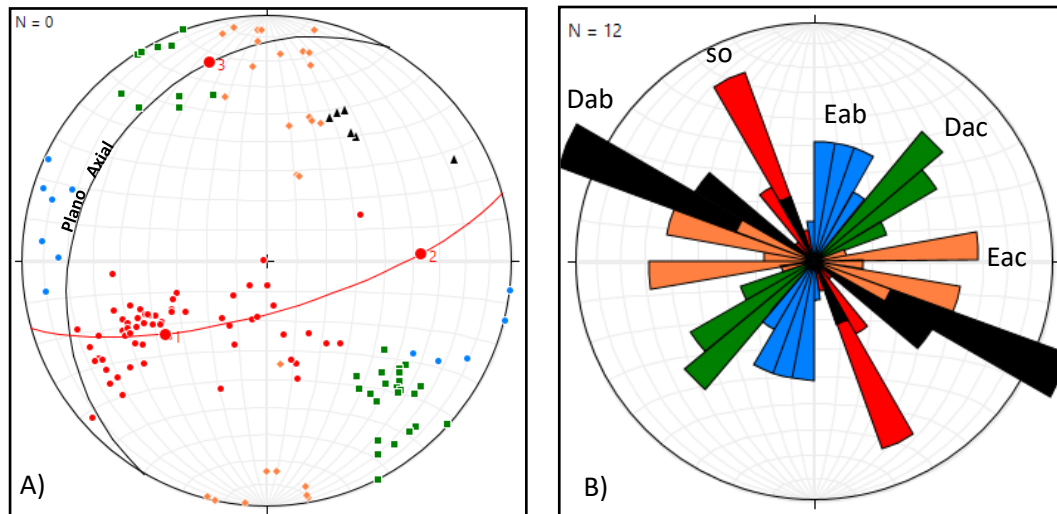 N = 0
3
Plano Axial
2
1
A)
N = 12
so
Dab
Eab
Dac
Eac
B)